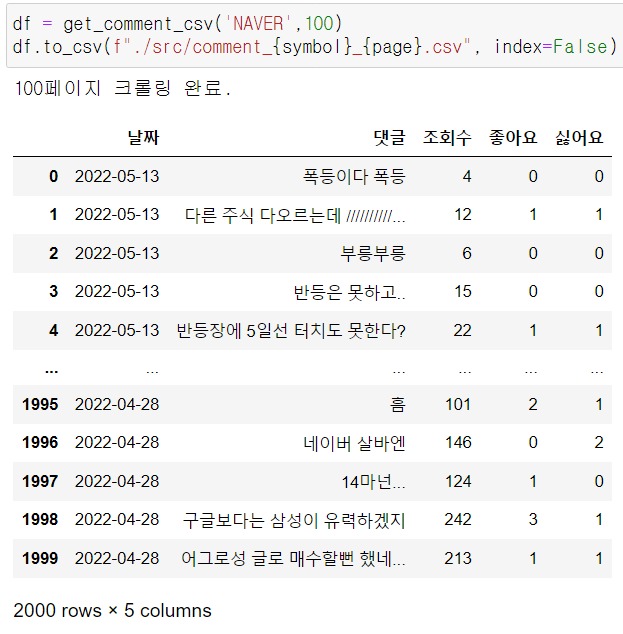 df = get_comment_csv('NAVER',100)
df.to_csv(f"./src/comment_{symbol}_{page}.csv", index=False)
100페이지 크롤링 완료.
날짜 댓글 조회수 좋아요 싫어요
0 2022-05-13 폭등이다 폭등 4 0 0
1 2022-05-13 다른 주식 다오르는데 //////////... 12 1 1
2 2022-05-13 부릉부릉 6 0 0
3 2022-05-13 반등은 못하고.. 15 0 0
4 2022-05-13 반등장에 5일선 터치도 못한다? 22 1 1
... ... ... ... ... ...
1995 2022-04-28 흠 101 2 1
1996 2022-04-28 네이버 살바엔 146 0 2
1997 2022-04-28 14마넌... 124 1 0
1998 2022-04-28 구글보다는 삼성이 유력하겠지 242 3 1
1999 2022-04-28 어그로성 글로 매수할뻔 했네... 213 1 1
2000 rows × 5 columns